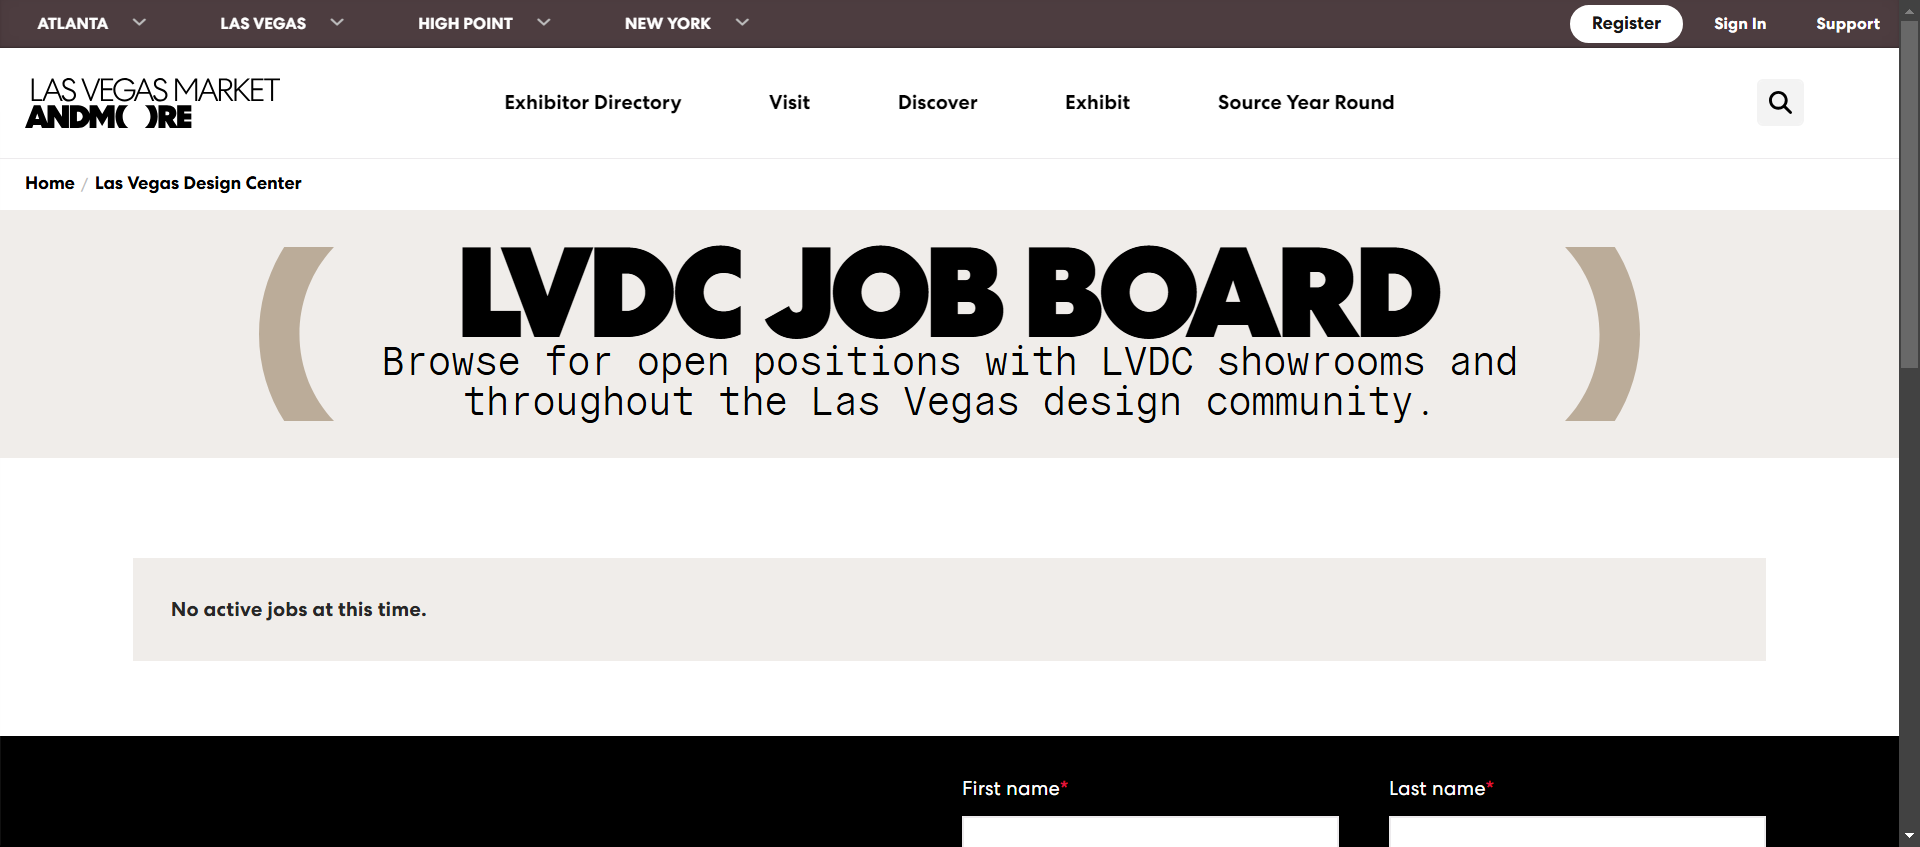 ATLANTA LAS VEGAS HIGH POINT NEW YORK Register Sign In Support
LAS VEGAS MARKET
ANDM( )RE
Exhibitor Directory Visit Discover Exhibit Source Year Round
Home / Las Vegas Design Center
LVDC JOB BOARD
Browse for open positions with LVDC showrooms and
throughout the Las Vegas design community.
No active jobs at this time.
First name* Last name*